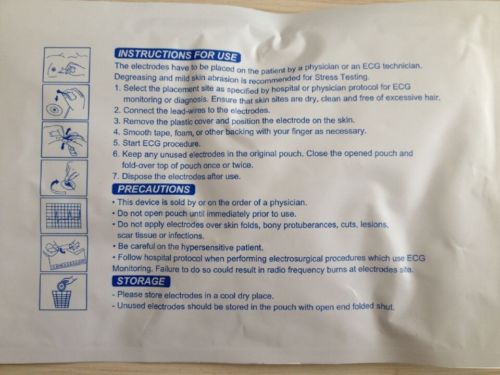 INSTRUCTIONS FOR USE
The electrodes have to be placed on the patient by a physician or an ECG technician.
Degreasing and mild skin abrasion is recommended for Stress Testing.
1. Select the placement site as specified by hospital or physician protocol for ECG
monitoring or diagnosis. Ensure that skin sites are dry, clean and free of excessive hair.
2. Connect the lead-wires to the electrodes.
3. Remove the plastic cover and position the electrode on the skin.
4. Smooth tape, foam, or other backing with your finger as necessary.
5. Start ECG procedure.
6. Keep any unused electrodes in the original pouch. Close the opened pouch and
fold-over top of pouch once or twice.
7. Dispose the electrodes after use.
PRECAUTIONS
• This device is sold by or on the order of a physician.
• Do not open pouch until immediately prior to use.
• Do not apply electrodes over skin folds, bony protuberances, cuts, lesions,
scar tissue or infections.
• Be careful on the hypersensitive patient.
• Follow hospital protocol when performing electrosurgical procedures which use ECG
Monitoring. Failure to do so could result in radio frequency burns at electrodes site.
STORAGE
- Please store electrodes in a cool dry place.
- Unused electrodes should be stored in the pouch with open end folded shut.